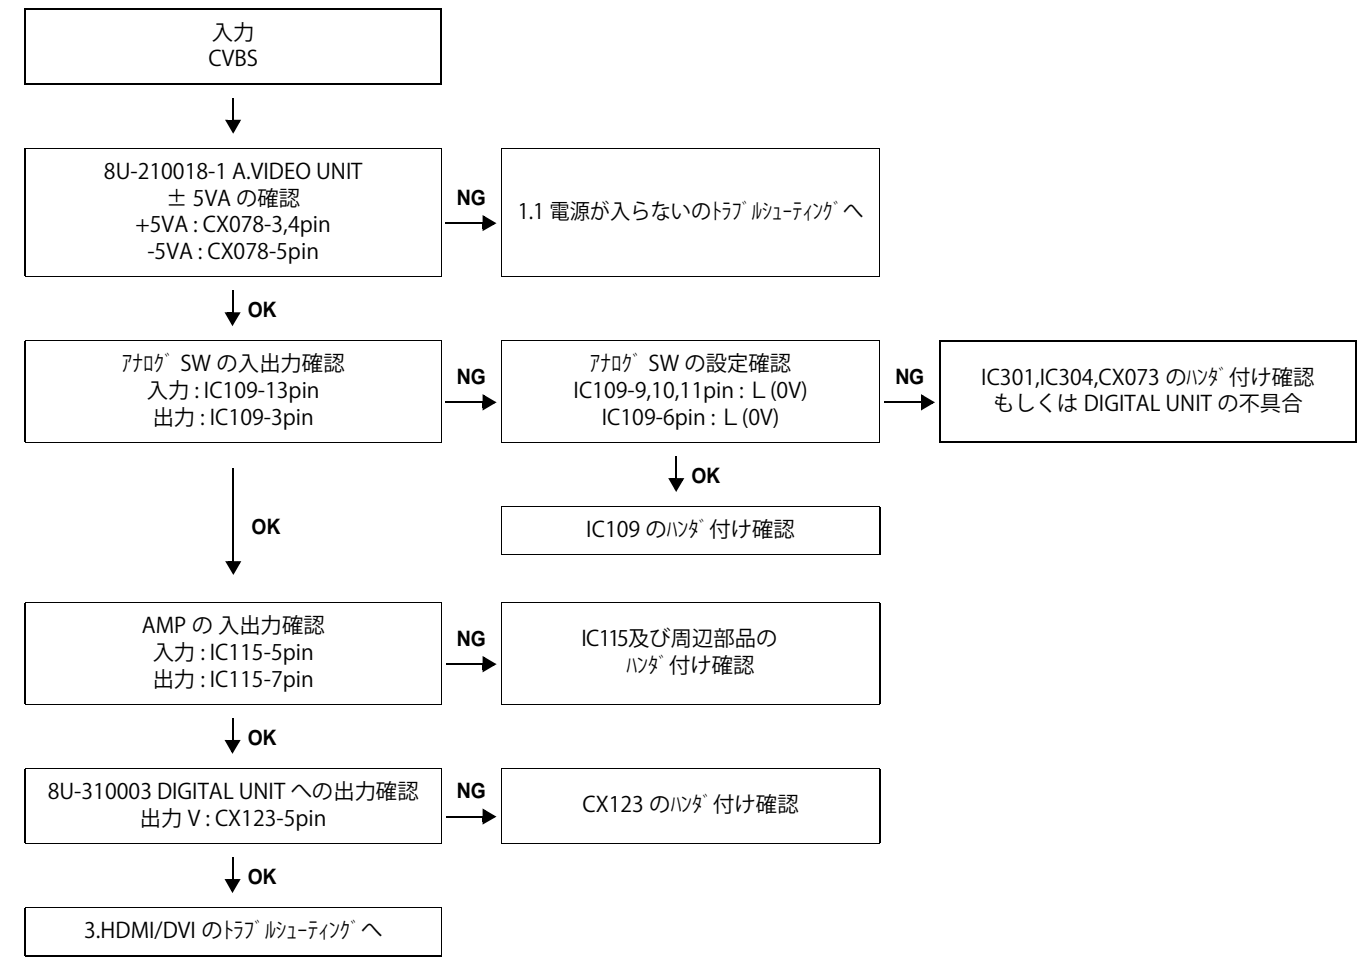 入力
CVBS
8U-210018-1 A.VIDEO UNIT
± 5VA の確認
+5VA : CX078-3,4pin
-5VA : CX078-5pin
NG
1.1 電源が入らないのﾄﾗﾌﾞﾙｼｭｰﾃｨﾝｸﾞへ
OK
ｱﾅﾛｸﾞ SW の入出力確認
入力 : IC109-13pin
出力 : IC109-3pin
NG
ｱﾅﾛｸﾞ SW の設定確認
IC109-9,10,11pin : L (0V)
IC109-6pin : L (0V)
NG
IC301,IC304,CX073 のﾊﾝﾀﾞ付け確認
もしくは DIGITAL UNIT の不具合
OK
IC109 のﾊﾝﾀﾞ付け確認
OK
AMP の 入出力確認
入力 : IC115-5pin
出力 : IC115-7pin
NG
IC115及び周辺部品の
ﾊﾝﾀﾞ付け確認
OK
8U-310003 DIGITAL UNIT への出力確認
出力 V : CX123-5pin
NG
CX123 のﾊﾝﾀﾞ付け確認
OK
3.HDMI/DVI のﾄﾗﾌﾞﾙｼｭｰﾃｨﾝｸﾞへ